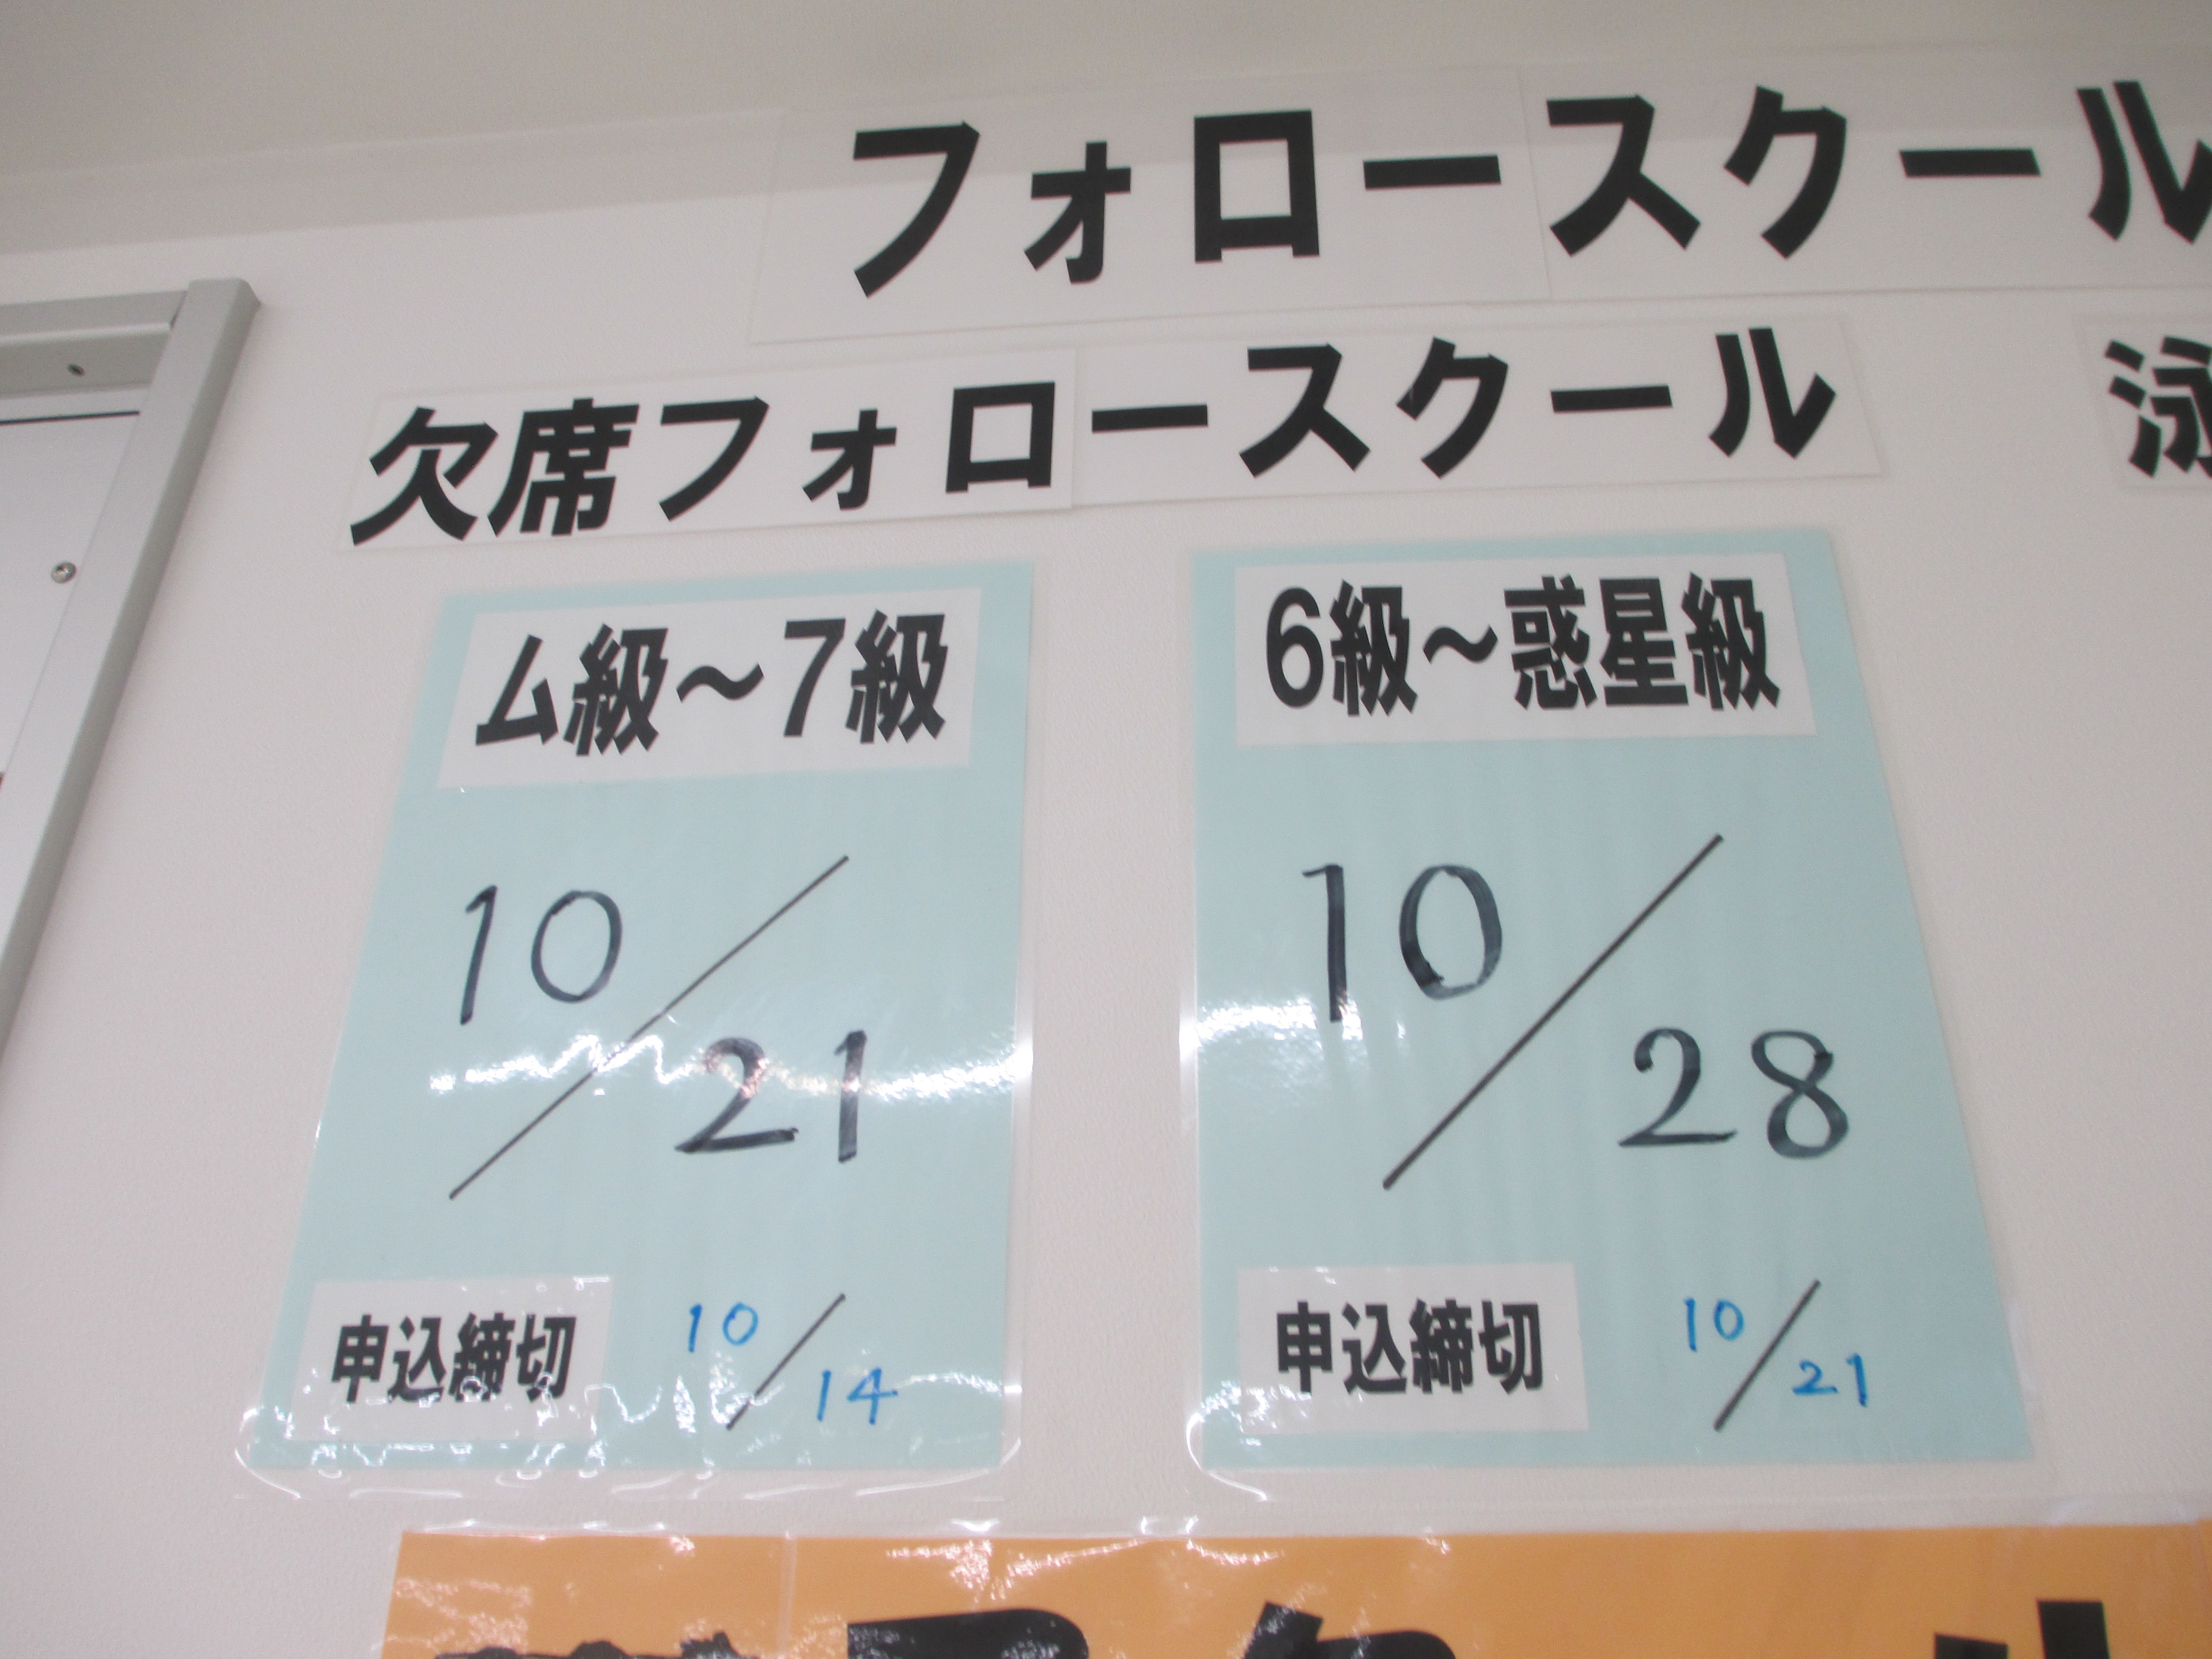 フォロースクール
欠席フォロースクール
泳
ム級～7級
10/21
申込締切 10/14
6級～惑星級
10/28
申込締切 10/21